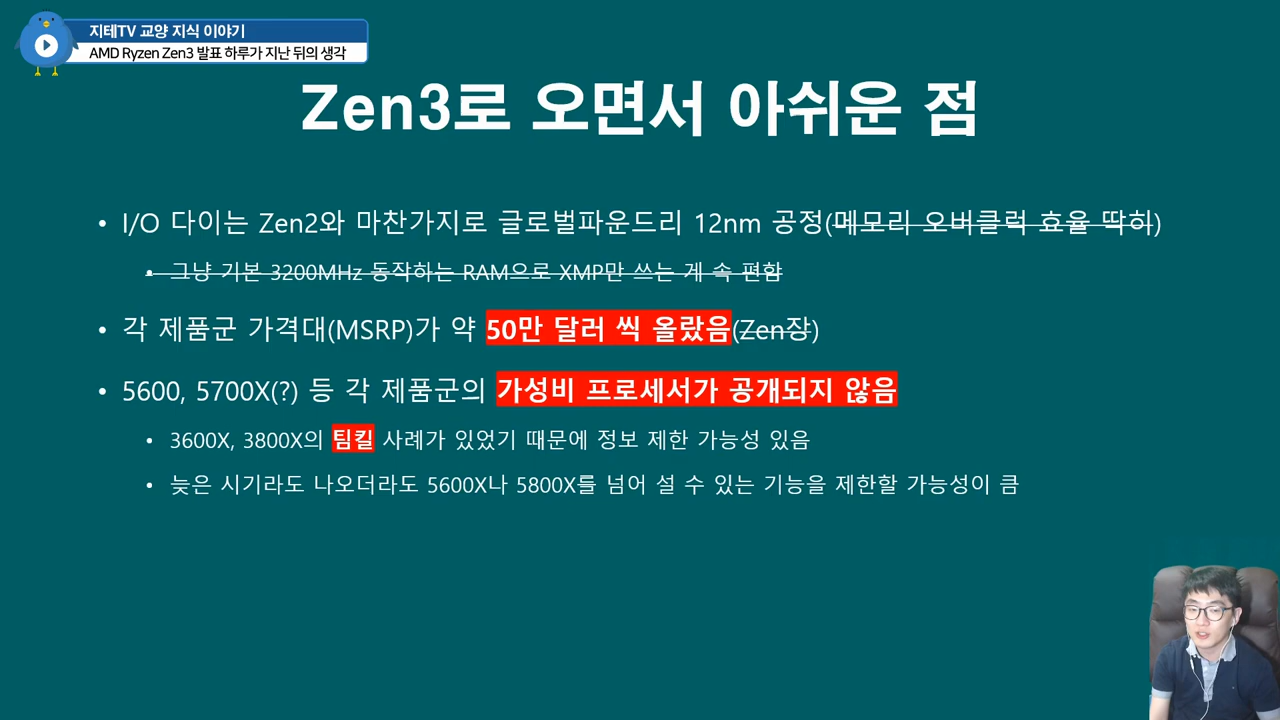 지테TV 교양 지식 이야기
AMD Ryzen Zen3 발표 하루가 지난 뒤의 생각
Zen3로 오면서 아쉬운 점
• I/O 다이는 Zen2와 마찬가지로 글로벌파운드리 12nm 공정(메모리 오버클럭 효율 딱히)
• 그냥 기본 3200MHz 동작하는 RAM으로 XMP만 쓰는 게 속 편함
• 각 제품군 가격대(MSRP)가 약 50만 달러 씩 올랐음(Zen장)
• 5600, 5700X(?) 등 각 제품군의 가성비 프로세서가 공개되지 않음
• 3600X, 3800X의 팀킬 사례가 있었기 때문에 정보 제한 가능성 있음
• 늦은 시기라도 나오더라도 5600X나 5800X를 넘어 설 수 있는 기능을 제한할 가능성이 큼